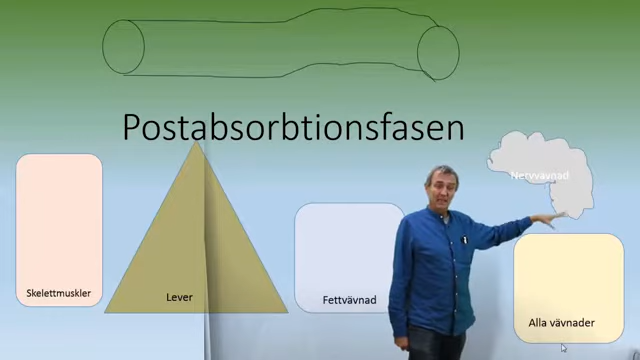 Postabsorbtionsfasen
Nervvävnad
Skelettmuskler
Lever
Fettvävnad
Alla vävnader